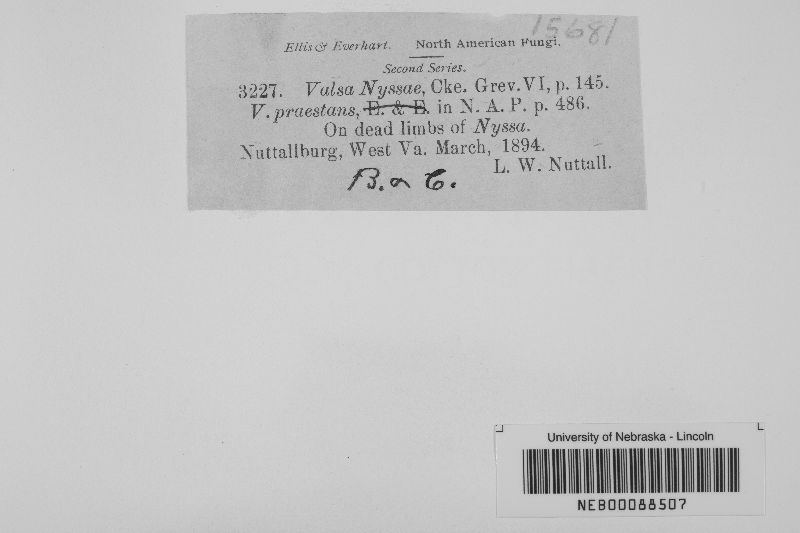 15681
Ellis & Everhart. North American Fungi.
Second Series.
3227. Valsa Nyssae, Cke. Grev. VI, p. 145.
V. praestans, E. & E. in N. A. P. p. 486.
On dead limbs of Nyssa.
Nuttallburg, West Va. March, 1894.
L. W. Nuttall.
B. & C.
University of Nebraska - Lincoln
NEB00088507